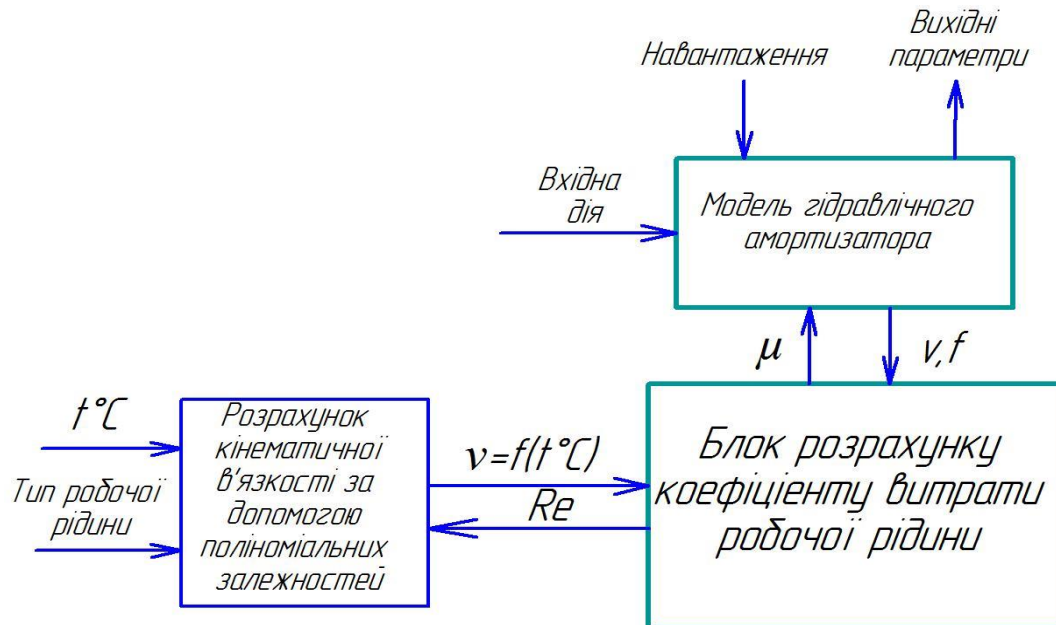 Навантаження
Вихідні
параметри
Вхідна
дія
Модель гідравлічного
амортизатора
μ
v,f
t°C
Тип робочої
рідини
Розрахунок
кінематичної
в'язкості за
допомогою
поліноміальних
залежностей
ν=f(t°C)
Re
Блок розрахунку
коефіціенту витрати
робочої рідини